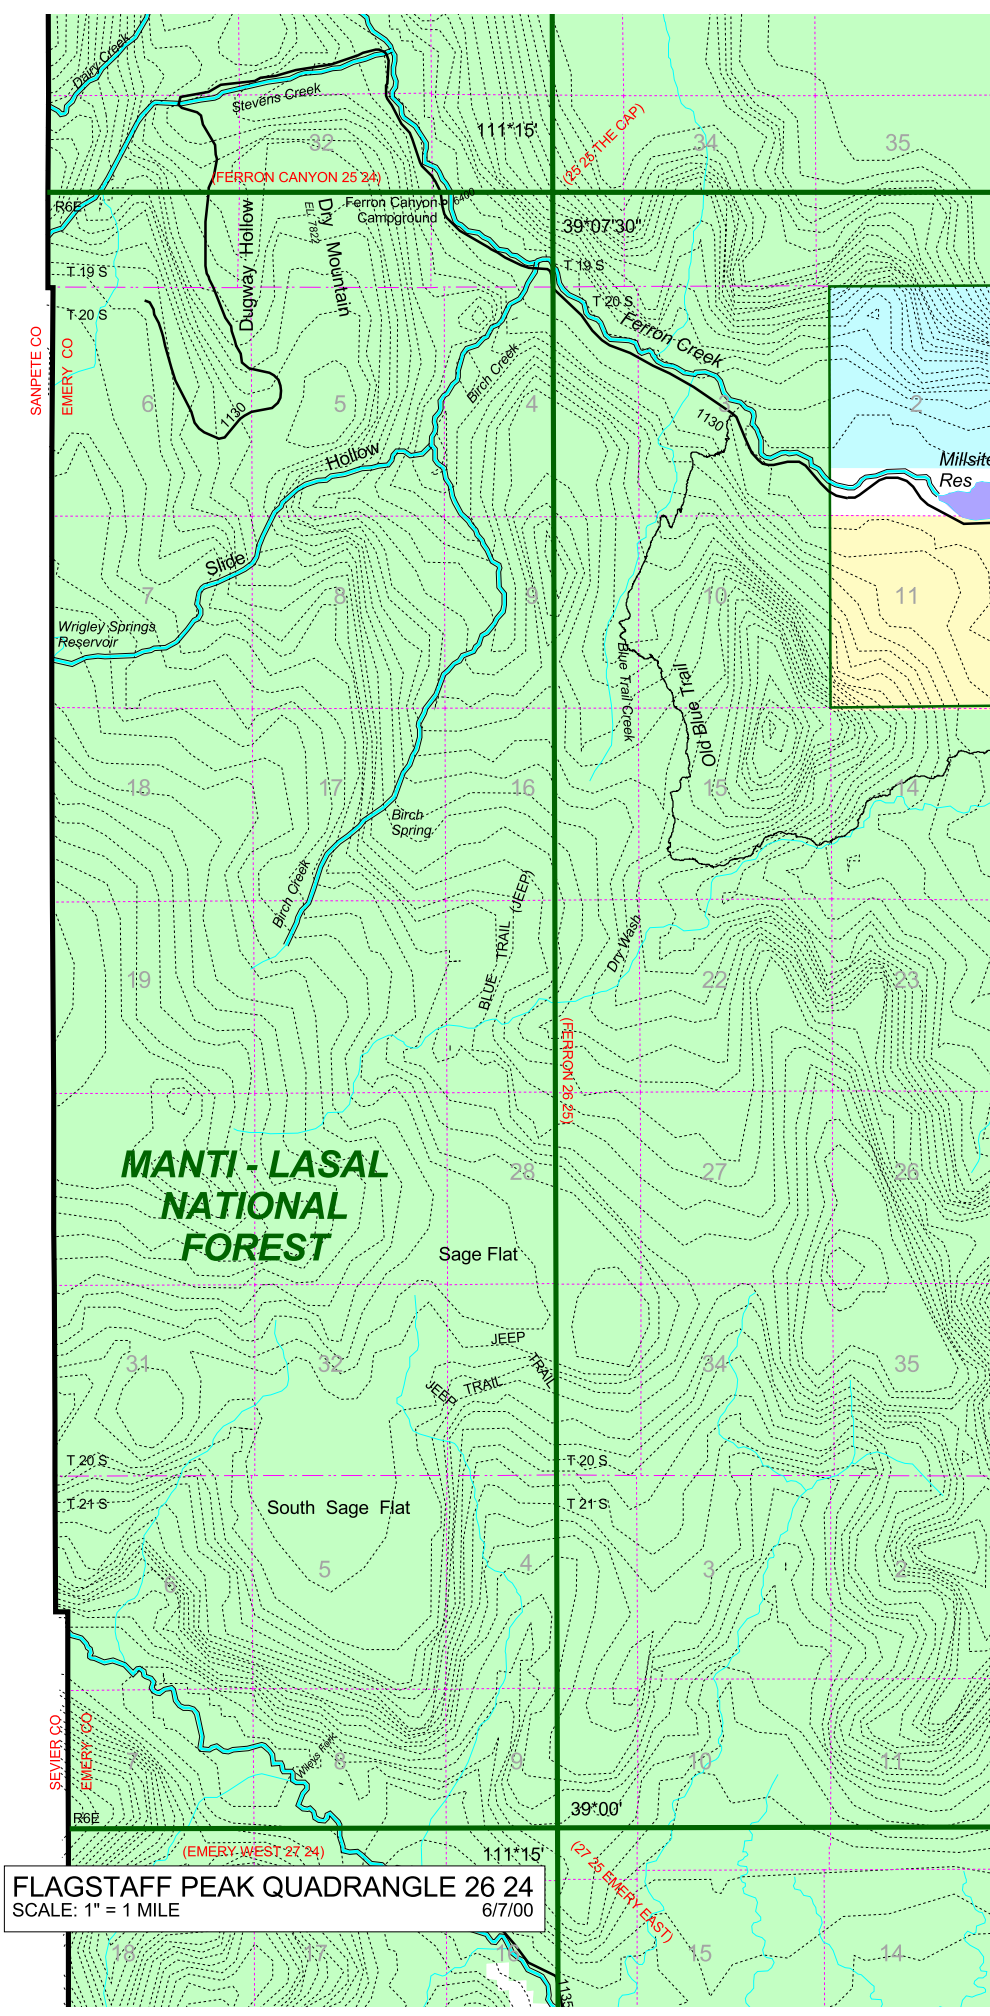 Dairy Creek
Stevens Creek
111°15'
(25 25 THE CAP)
32
34
35
(FERRON CANYON 25 24)
R6E
Dugway Hollow
Dry Mountain
EL. 7822
Ferron Canyon
Campground
6400
39°07'30"
T 19 S
T 20 S
T 19 S
T 20 S
SANPETE CO
EMERY CO
Ferron Creek
Birch Creek
6
5
4
3
2
1130
1130
Hollow
Slide
Millsite
Res
7
8
9
10
11
Wrigley Springs
Reservoir
Blue Trail Creek
Old Blue Trail
18
17
16
15
14
Birch
Spring
Birch Creek
BLUE TRAIL (JEEP)
Dry Wash
19
22
23
(FERRON 26 25)
MANTI - LASAL
NATIONAL
FOREST
28
27
26
Sage Flat
JEEP
TRAIL
JEEP TRAIL
31
32
34
35
T 20 S
T 21 S
T 20 S
T 21 S
South Sage Flat
6
5
4
3
2
SEVIER CO
EMERY CO
7
8
9
10
11
R6E
39°00'
(EMERY WEST 27 24)
111°15'
(27 25 EMERY EAST)
FLAGSTAFF PEAK QUADRANGLE 26 24
SCALE: 1" = 1 MILE 6/7/00
18
17
16
15
14
1135